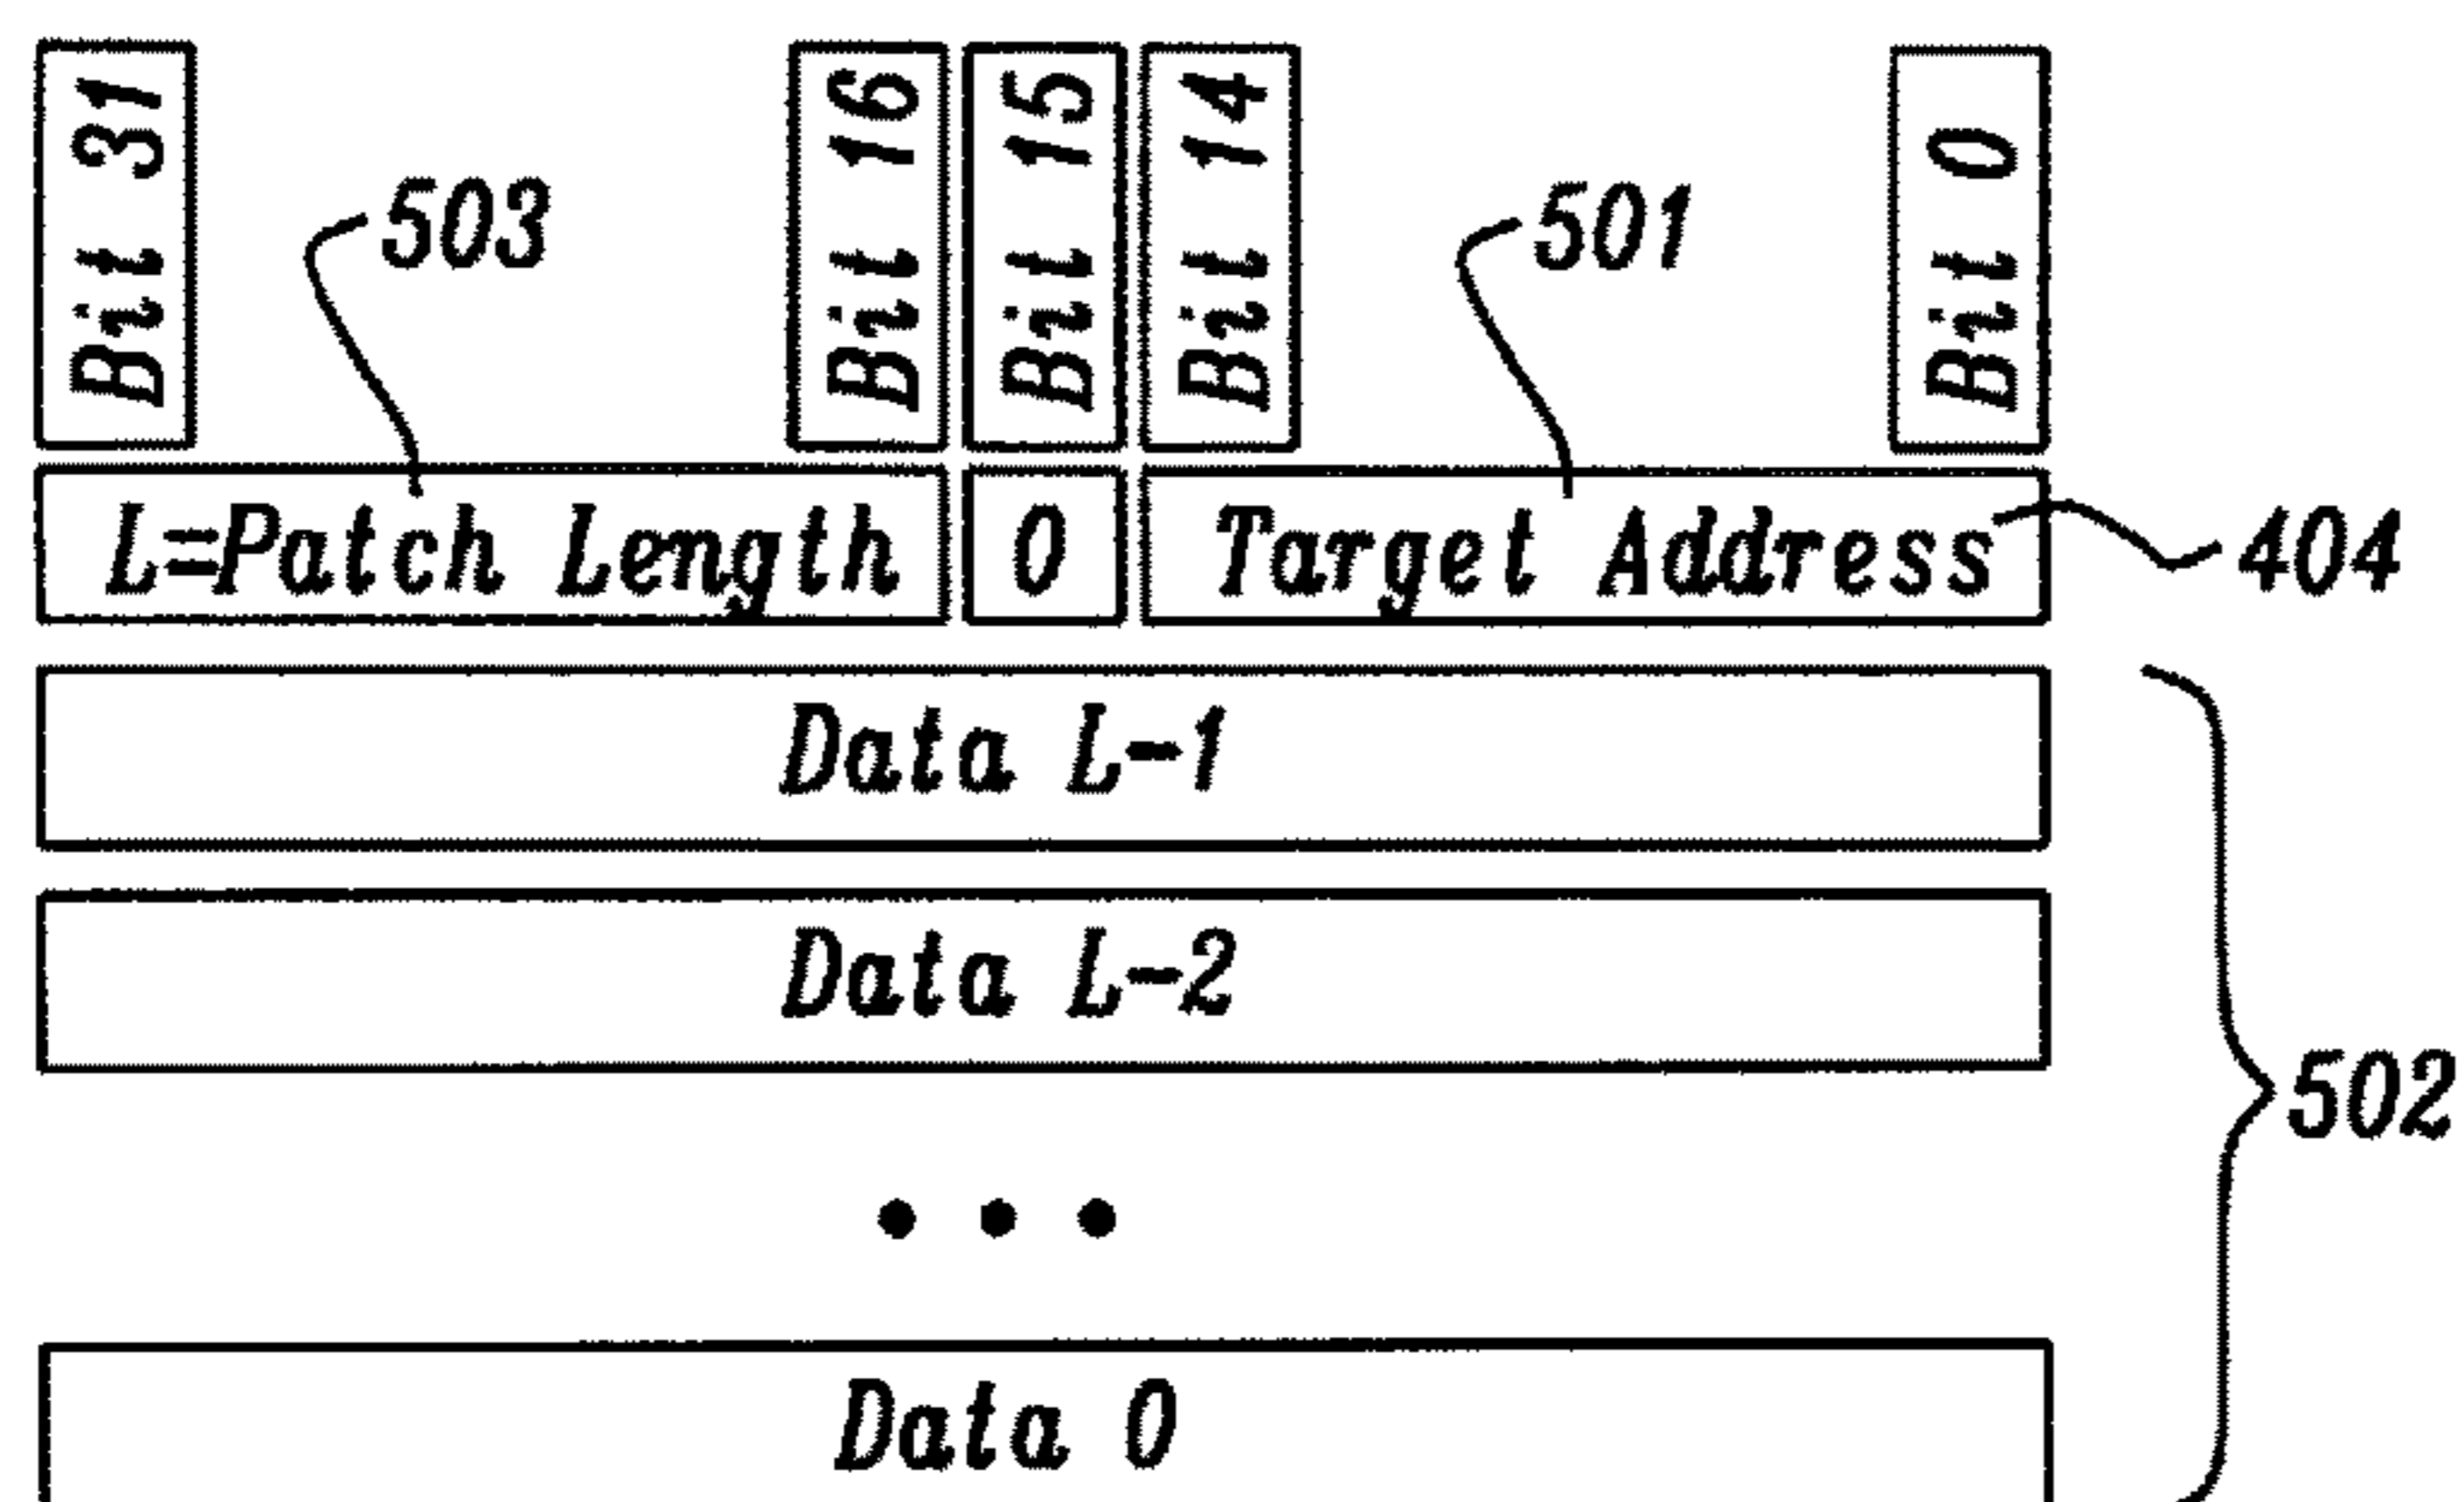 Bit 31
Bit 16
Bit 15
Bit 14
Bit 0
503
501
L=Patch Length
0
Target Address
404
Data L-1
Data L-2
• • •
502
Data 0